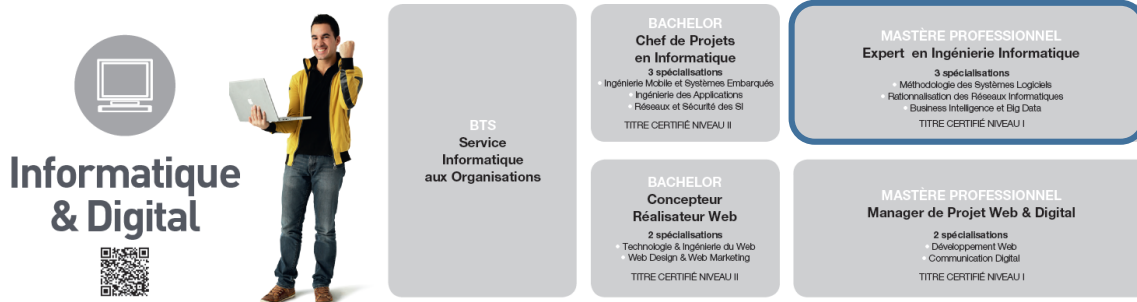 Informatique
& Digital
BTS
Service
Informatique
aux Organisations
BACHELOR
Chef de Projets
en Informatique
3 spécialisations
• Ingénierie Mobile et Systèmes Embarqués
• Ingénierie des Applications
• Réseaux et Sécurité des SI
TITRE CERTIFIÉ NIVEAU II
BACHELOR
Concepteur
Réalisateur Web
2 spécialisations
• Technologie & Ingénierie du Web
• Web Design & Web Marketing
TITRE CERTIFIÉ NIVEAU II
MASTÈRE PROFESSIONNEL
Expert en Ingénierie Informatique
3 spécialisations
• Méthodologie des Systèmes Logiciels
• Rationnalisation des Réseaux Informatiques
• Business Intelligence et Big Data
TITRE CERTIFIÉ NIVEAU I
MASTÈRE PROFESSIONNEL
Manager de Projet Web & Digital
2 spécialisations
• Développement Web
• Communication Digital
TITRE CERTIFIÉ NIVEAU I